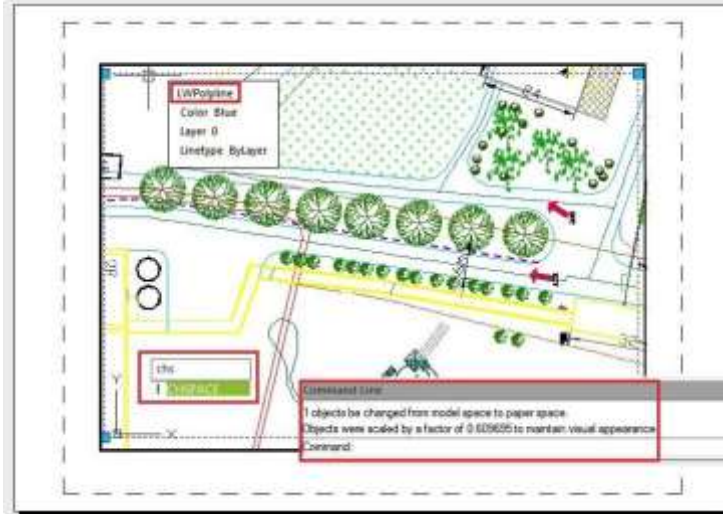 LWPolyline
Color Blue
Layer 0
Linetype ByLayer
24
chs
CHSPACE
Y
X
Command Line
1 objects be changed from model space to paper space.
Objects were scaled by a factor of 0.609695 to maintain visual appearance
Command: